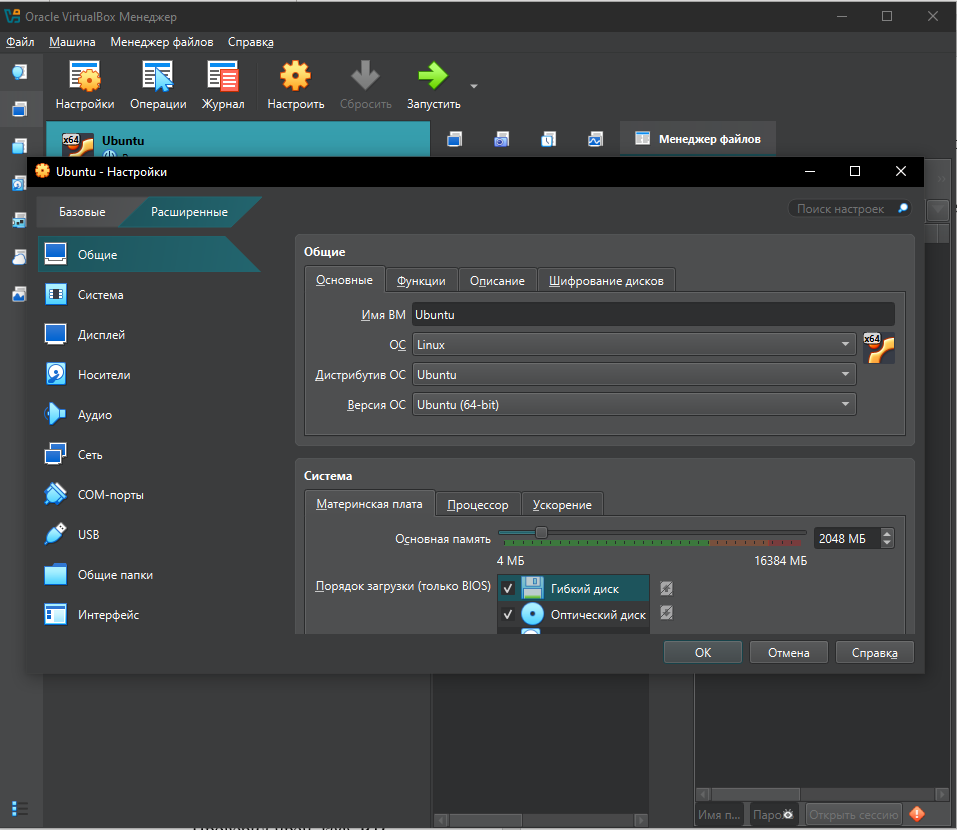 Oracle VirtualBox Менеджер
Файл Машина Менеджер файлов Справка
Настройки Операции Журнал Настроить Сбросить Запустить
x64 Ubuntu
Менеджер файлов
Ubuntu - Настройки
Базовые Расширенные
Поиск настроек
Общие
Система
Дисплей
Носители
Аудио
Сеть
COM-порты
USB
Общие папки
Интерфейс
Общие
Основные Функции Описание Шифрование дисков
Имя ВМ Ubuntu
ОС Linux
x64
Дистрибутив ОС Ubuntu
Версия ОС Ubuntu (64-bit)
Система
Материнская плата Процессор Ускорение
Основная память 2048 МБ
4 МБ 16384 МБ
Порядок загрузки (только BIOS) Гибкий диск
Оптический диск
OK Отмена Справка
Имя п... Паро Открыть сессию